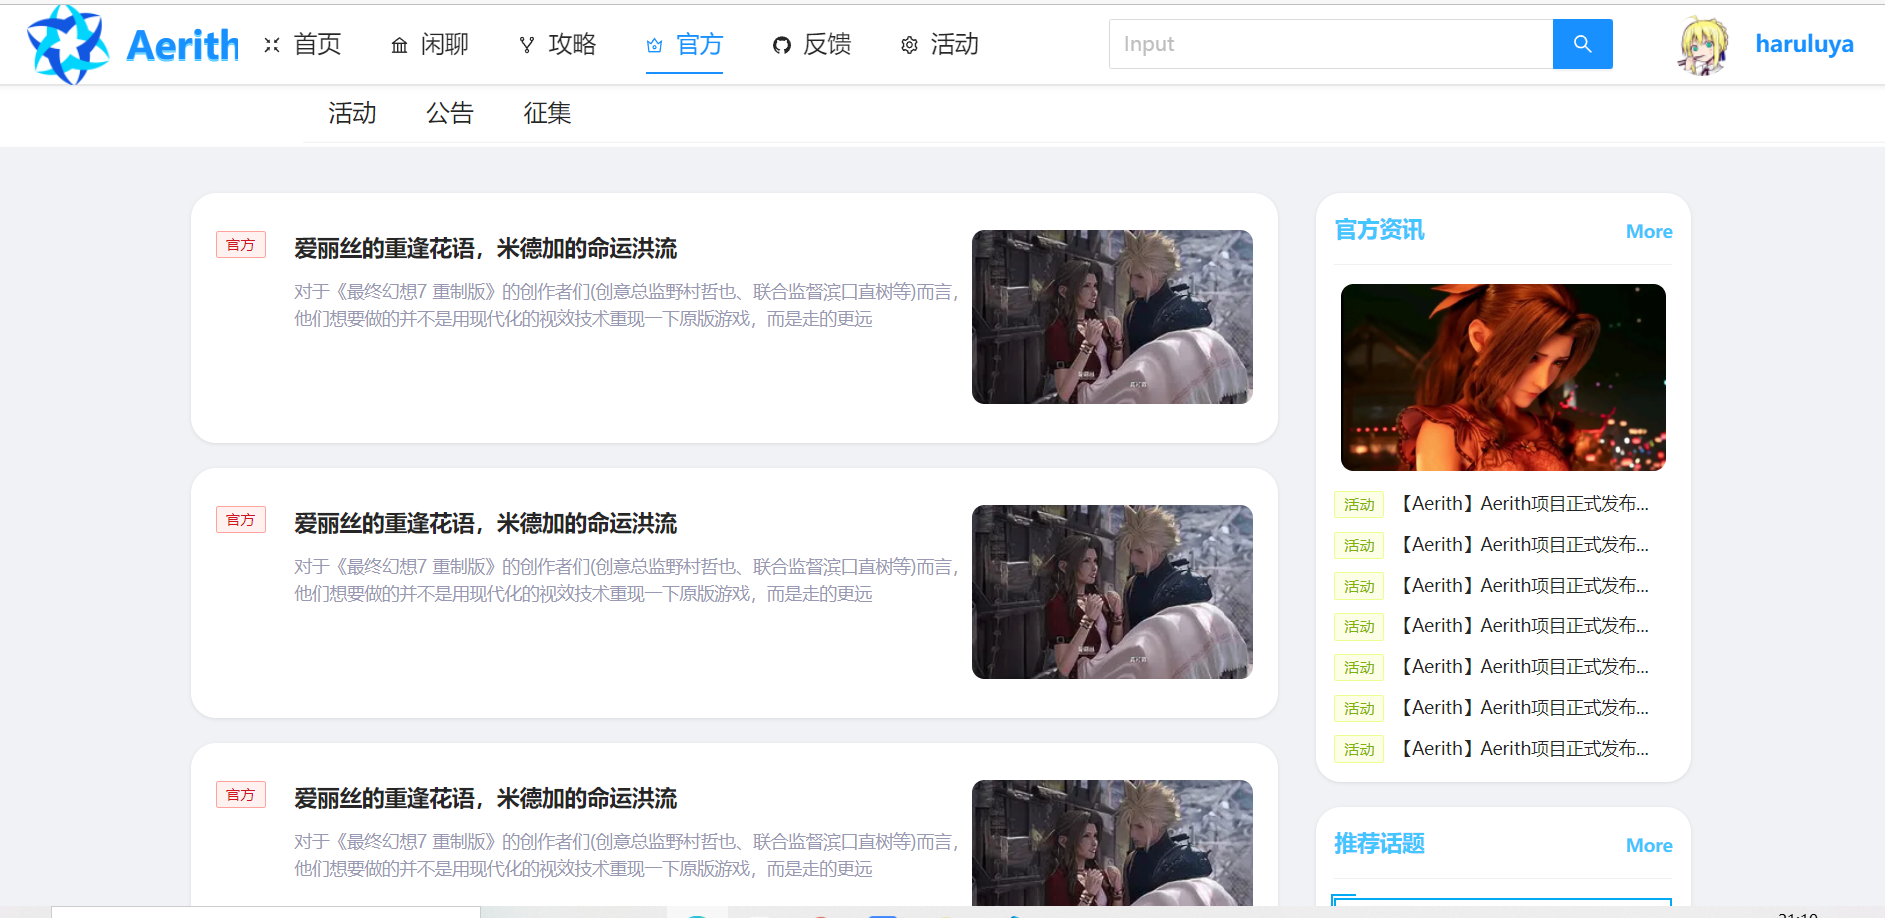 Aerith 首页 闲聊 攻略 官方 反馈 活动 Input haruluya
活动 公告 征集
官方 爱丽丝的重逢花语，米德加的命运洪流
对于《最终幻想7 重制版》的创作者们(创意总监野村哲也、联合监督滨口直树等)而言，
他们想要做的并不是用现代化的视效技术重现一下原版游戏，而是走的更远
官方 爱丽丝的重逢花语，米德加的命运洪流
对于《最终幻想7 重制版》的创作者们(创意总监野村哲也、联合监督滨口直树等)而言，
他们想要做的并不是用现代化的视效技术重现一下原版游戏，而是走的更远
官方 爱丽丝的重逢花语，米德加的命运洪流
对于《最终幻想7 重制版》的创作者们(创意总监野村哲也、联合监督滨口直树等)而言，
他们想要做的并不是用现代化的视效技术重现一下原版游戏，而是走的更远
官方资讯 More
活动 【Aerith】Aerith项目正式发布...
活动 【Aerith】Aerith项目正式发布...
活动 【Aerith】Aerith项目正式发布...
活动 【Aerith】Aerith项目正式发布...
活动 【Aerith】Aerith项目正式发布...
活动 【Aerith】Aerith项目正式发布...
活动 【Aerith】Aerith项目正式发布...
推荐话题 More